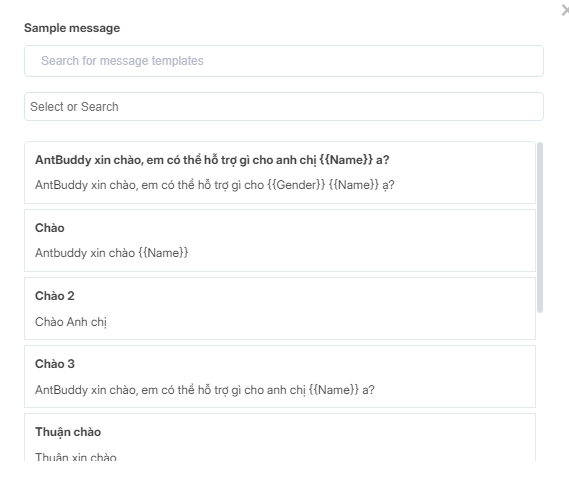 Sample message
Search for message templates
Select or Search
AntBuddy xin chào, em có thể hỗ trợ gì cho anh chị {{Name}} a?
AntBuddy xin chào, em có thể hỗ trợ gì cho {{Gender}} {{Name}} ạ?
Chào
Antbuddy xin chào {{Name}}
Chào 2
Chào Anh chị
Chào 3
AntBuddy xin chào, em có thể hỗ trợ gì cho anh chị {{Name}} a?
Thuận chào
Thuận xin chào